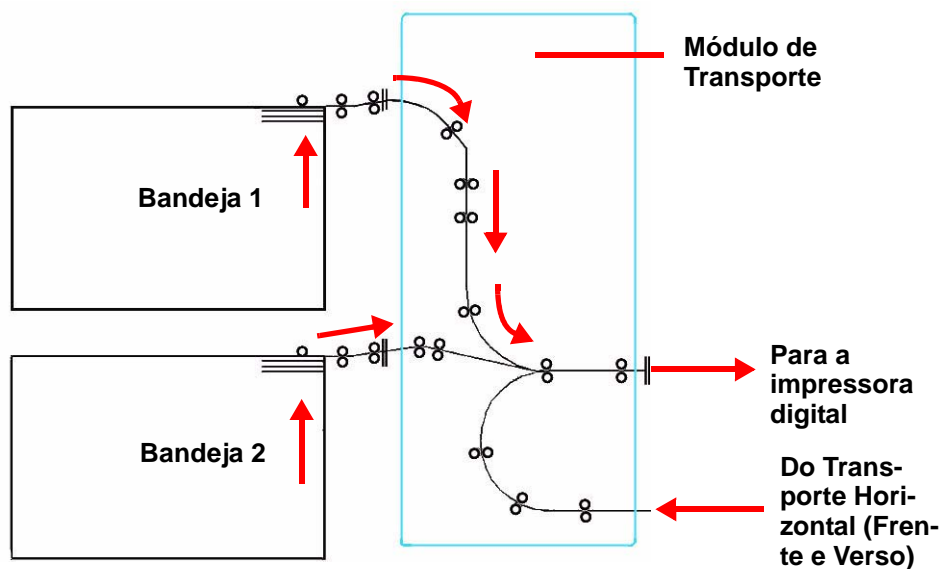 Módulo de
Transporte
Bandeja 1
Para a
impressora
digital
Bandeja 2
Do Trans-
porte Hori-
zontal (Fren-
te e Verso)